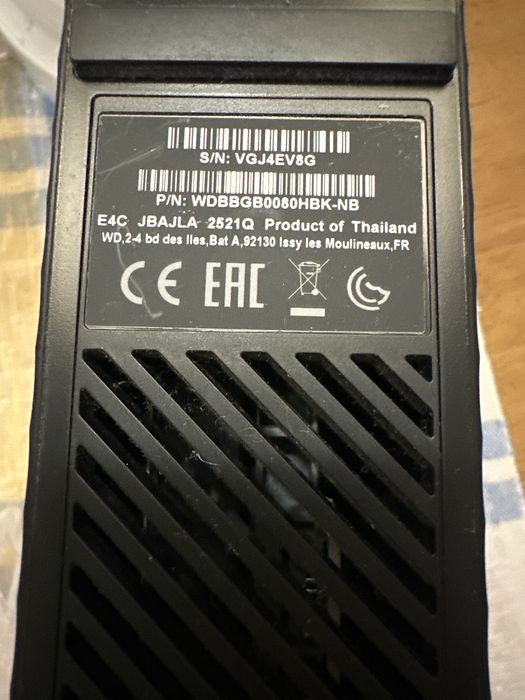 S/N: VGJ4EV8G
P/N: WDBBGB0080HBK-NB
E4C JBAJLA 2521Q Product of Thailand
WD,2-4 bd des Iles,Bat A,92130 Issy les Moulineaux,FR
CE EAC